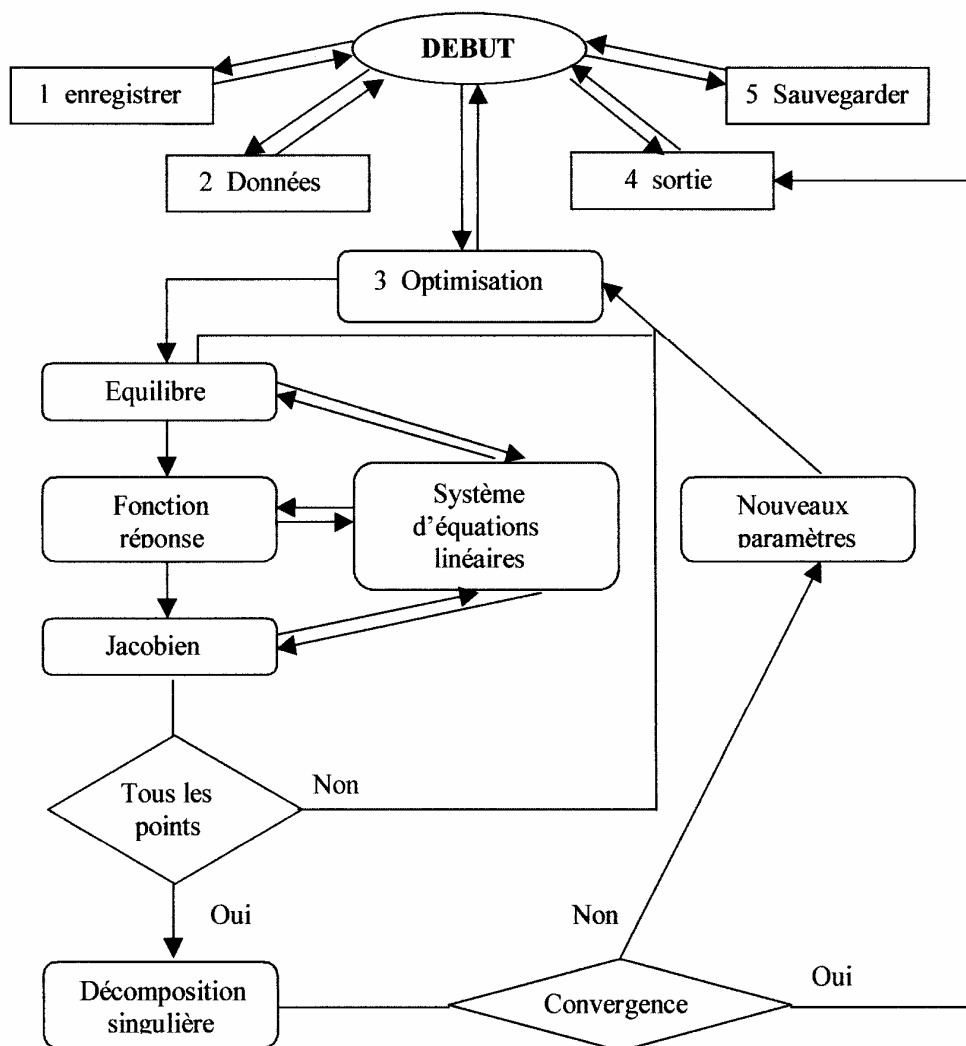 DEBUT
1 enregistrer
5 Sauvegarder
2 Données
4 sortie
3 Optimisation
Equilibre
Fonction
réponse
Système
d'équations
linéaires
Nouveaux
paramètres
Jacobien
Tous les
points
Non
Oui
Non
Décomposition
singulière
Convergence
Oui